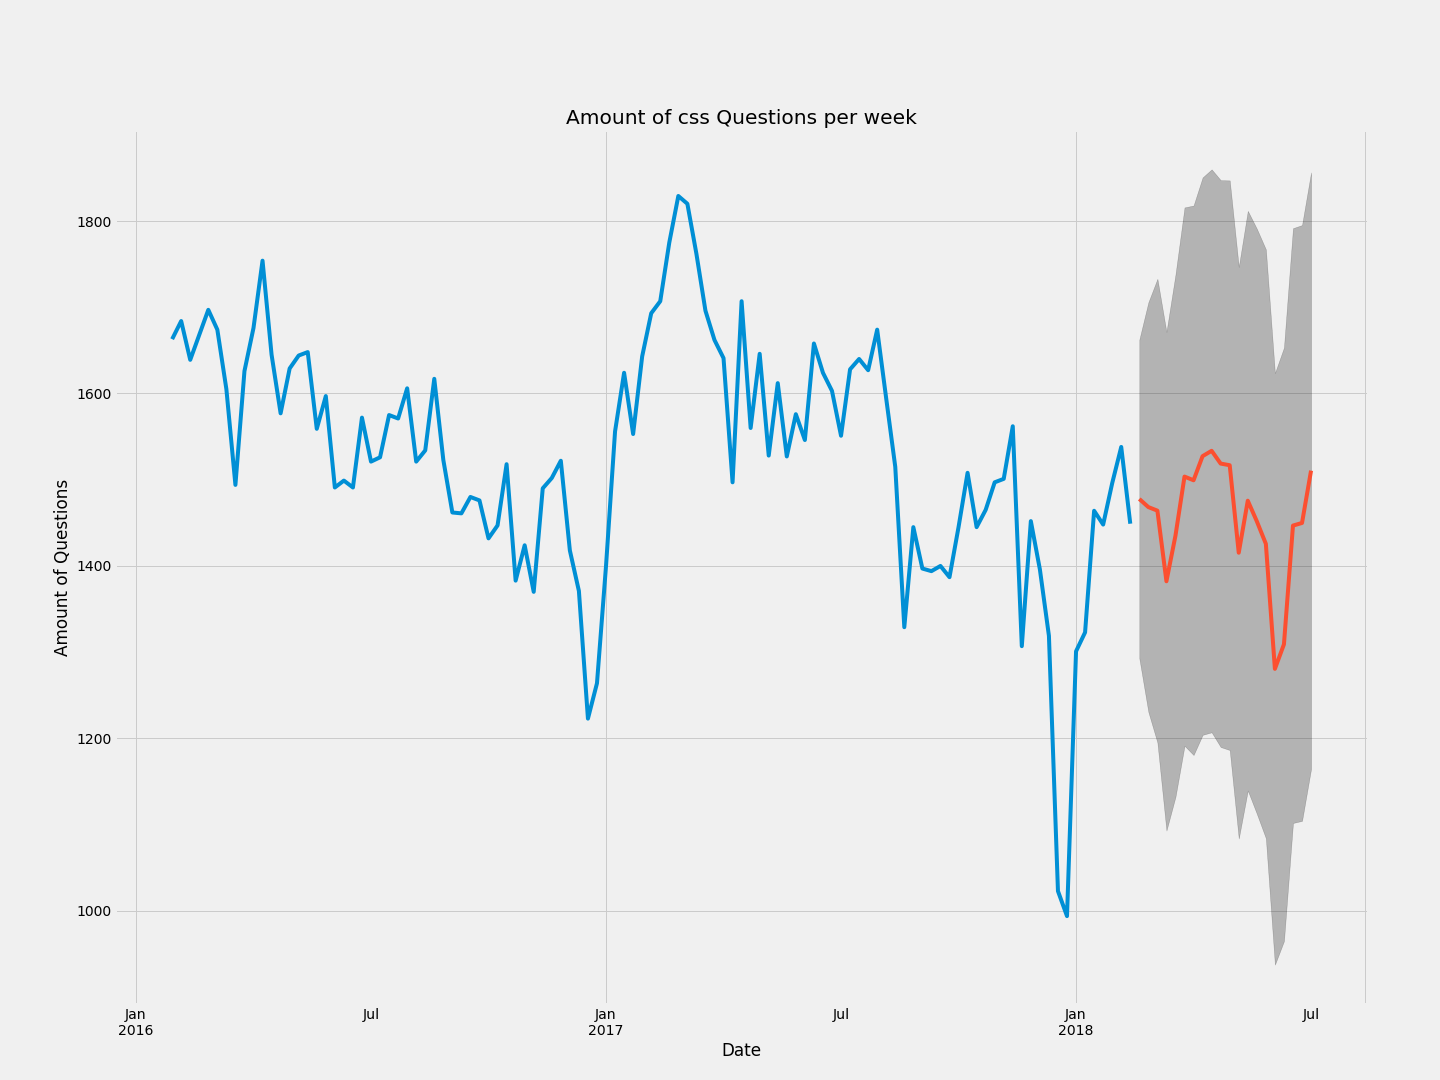 Amount of css Questions per week
Amount of Questions
1800
1600
1400
1200
1000
Jan
2016
Jul
Jan
2017
Jul
Jan
2018
Jul
Date